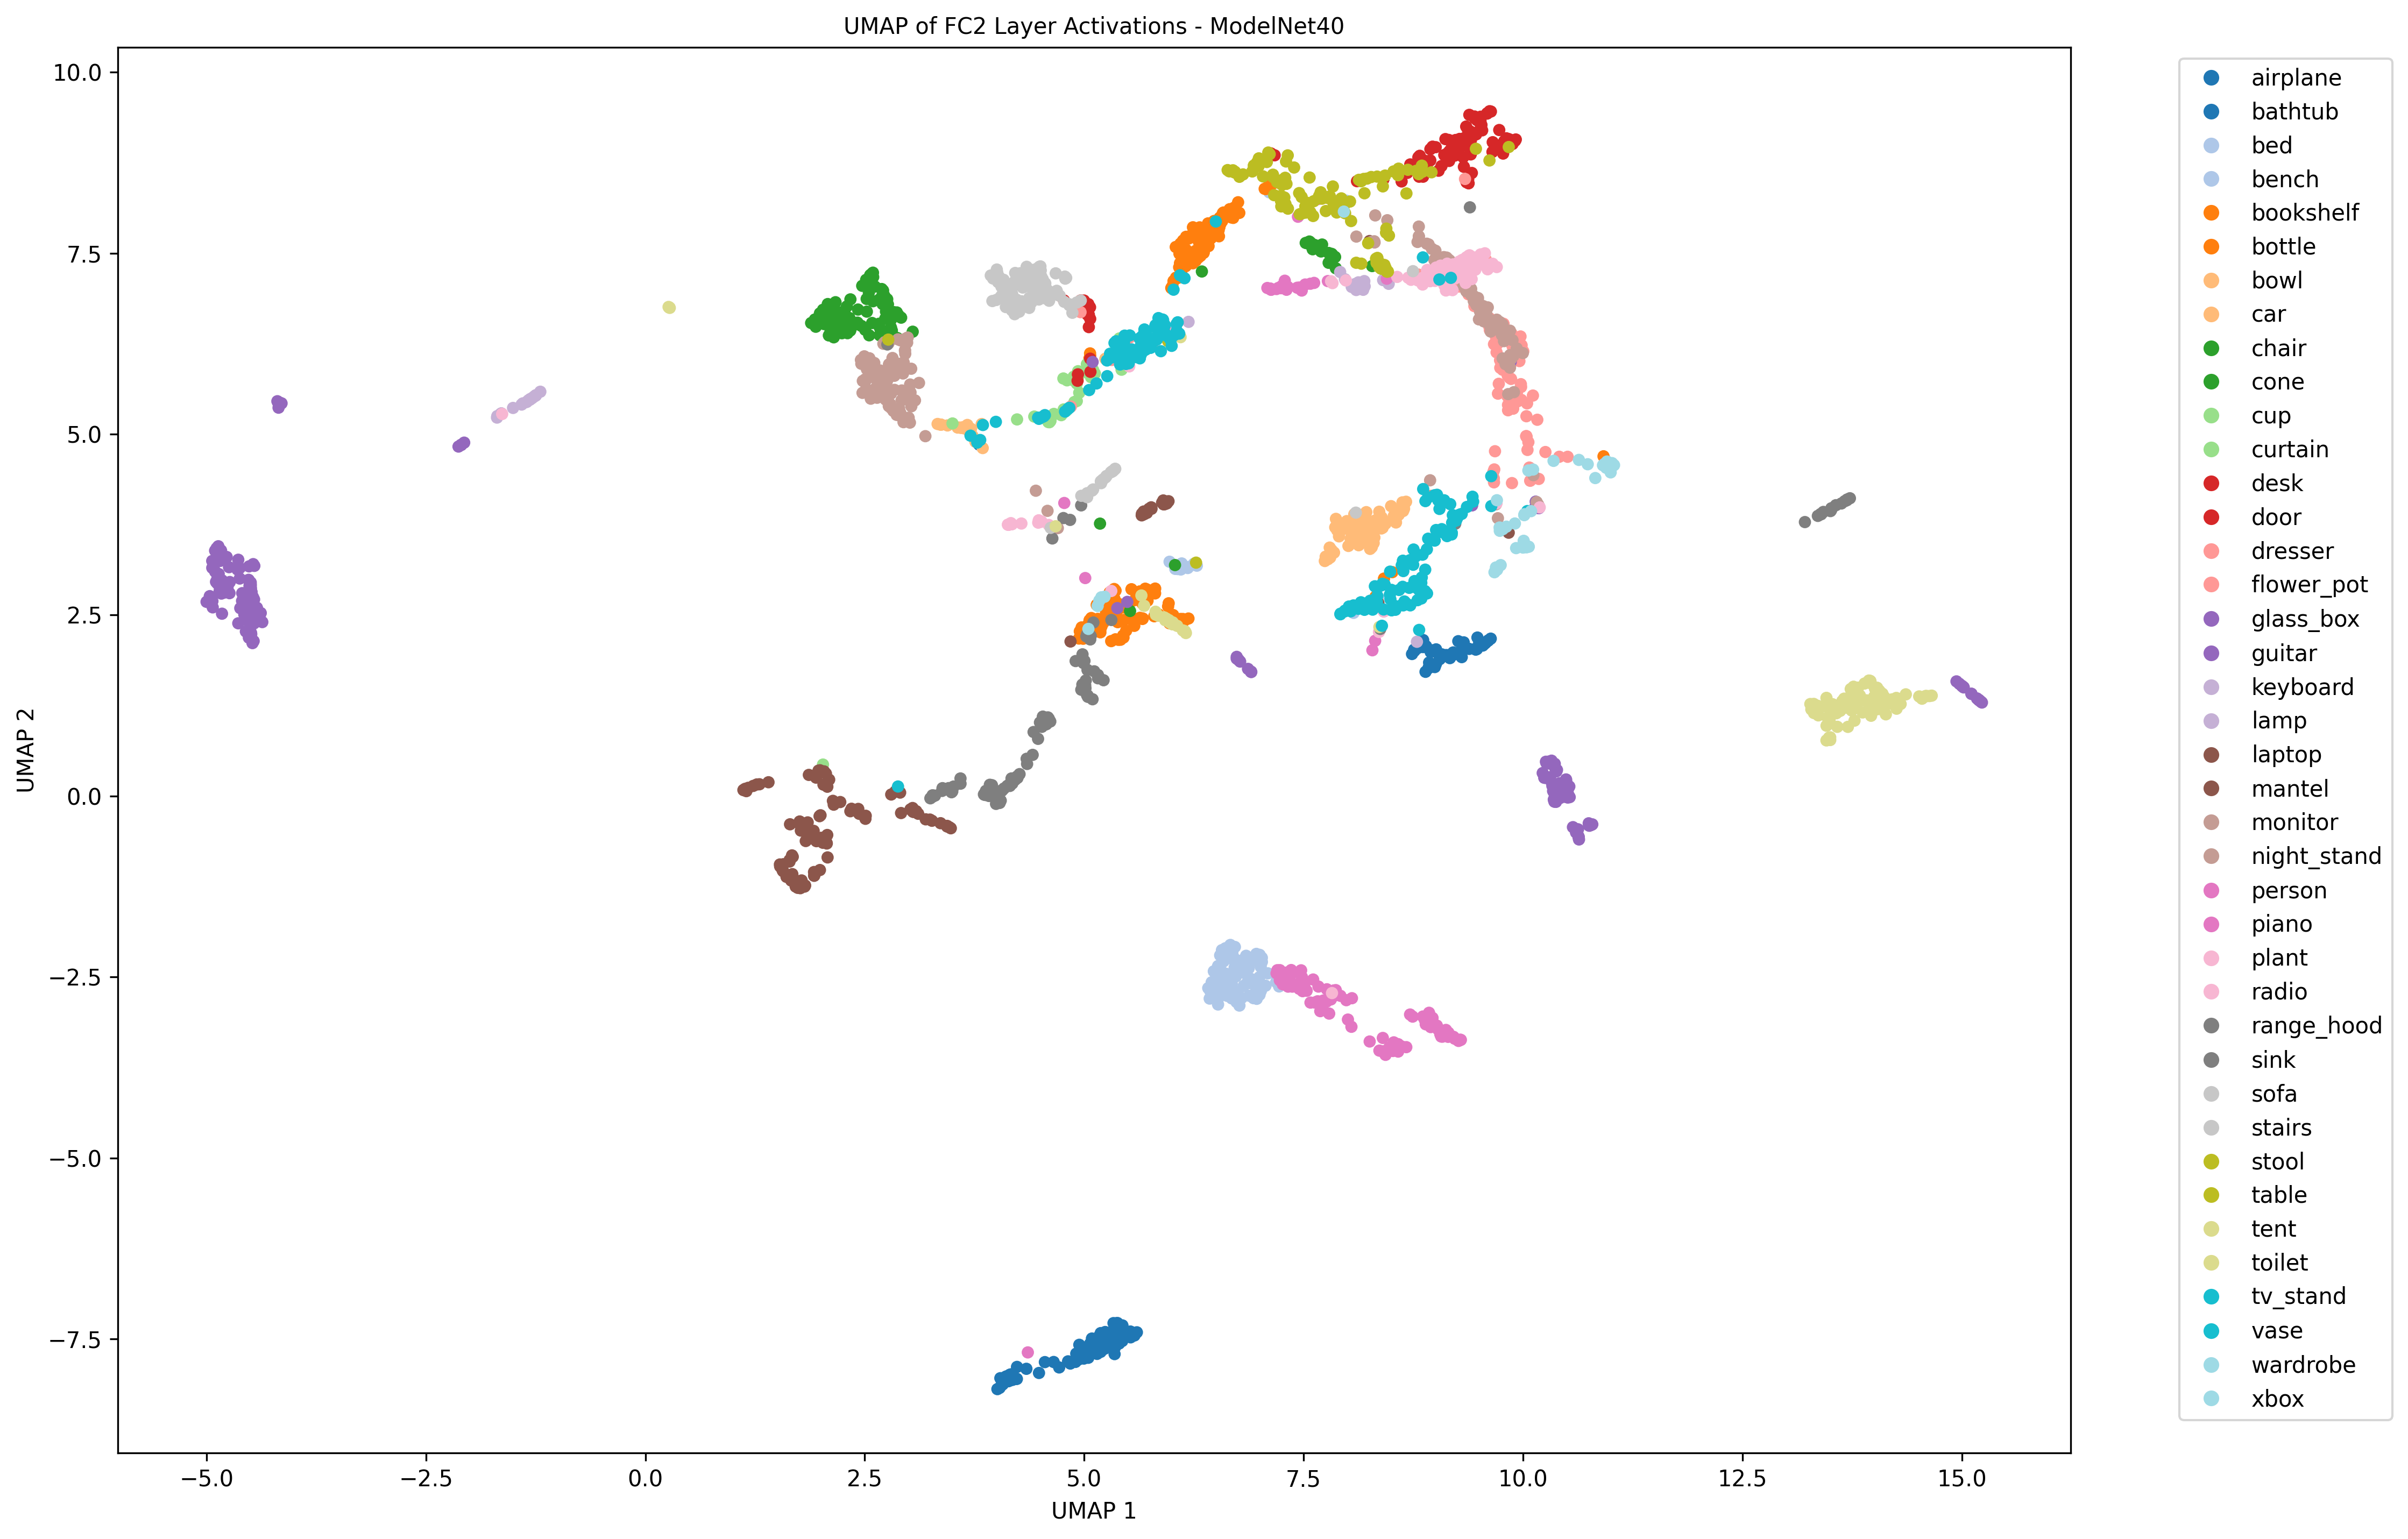 UMAP of FC2 Layer Activations - ModelNet40
10.0
7.5
5.0
2.5
0.0
−2.5
−5.0
−7.5
UMAP 2
−5.0
−2.5
0.0
2.5
5.0
7.5
10.0
12.5
15.0
UMAP 1
airplane
bathtub
bed
bench
bookshelf
bottle
bowl
car
chair
cone
cup
curtain
desk
door
dresser
flower_pot
glass_box
guitar
keyboard
lamp
laptop
mantel
monitor
night_stand
person
piano
plant
radio
range_hood
sink
sofa
stairs
stool
table
tent
toilet
tv_stand
vase
wardrobe
xbox